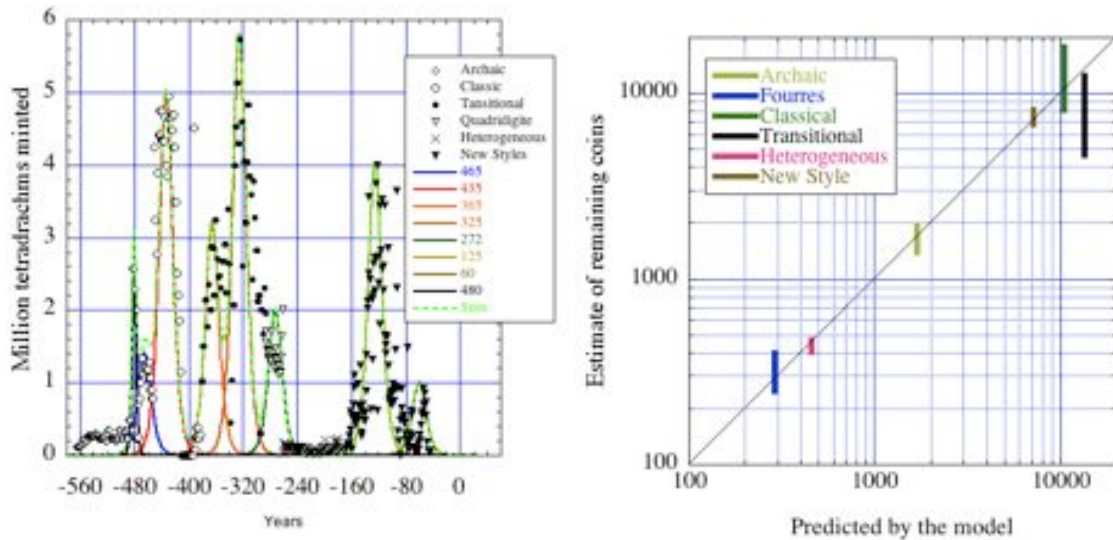 6
5
4
3
2
1
0
Million tetradrachms minted
-560 -480 -400 -320 -240 -160 -80 0
Years
Archaic
Classic
Tansitional
Quadridigite
Heterogeneous
New Styles
465
435
365
325
272
125
60
480
10000
1000
100
Estimate of remaining coins
Archaic
Fourres
Classical
Transitional
Heterogeneous
New Style
100 1000 10000
Predicted by the model